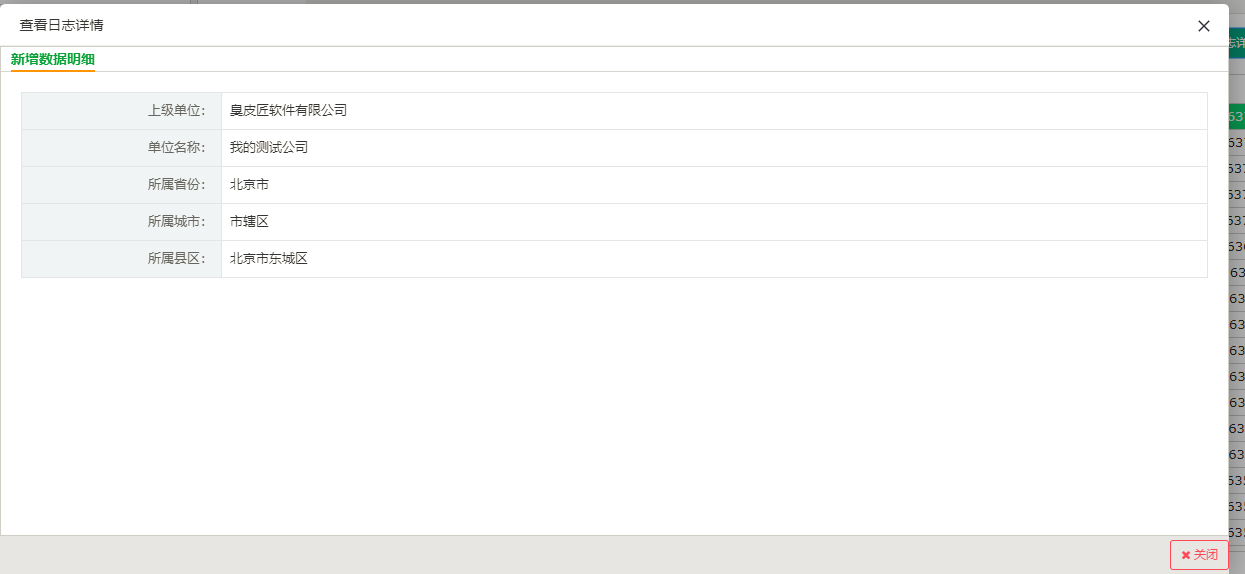 查看日志详情
新增数据明细
上级单位: 臭皮匠软件有限公司
单位名称: 我的测试公司
所属省份: 北京市
所属城市: 市辖区
所属县区: 北京市东城区
关闭